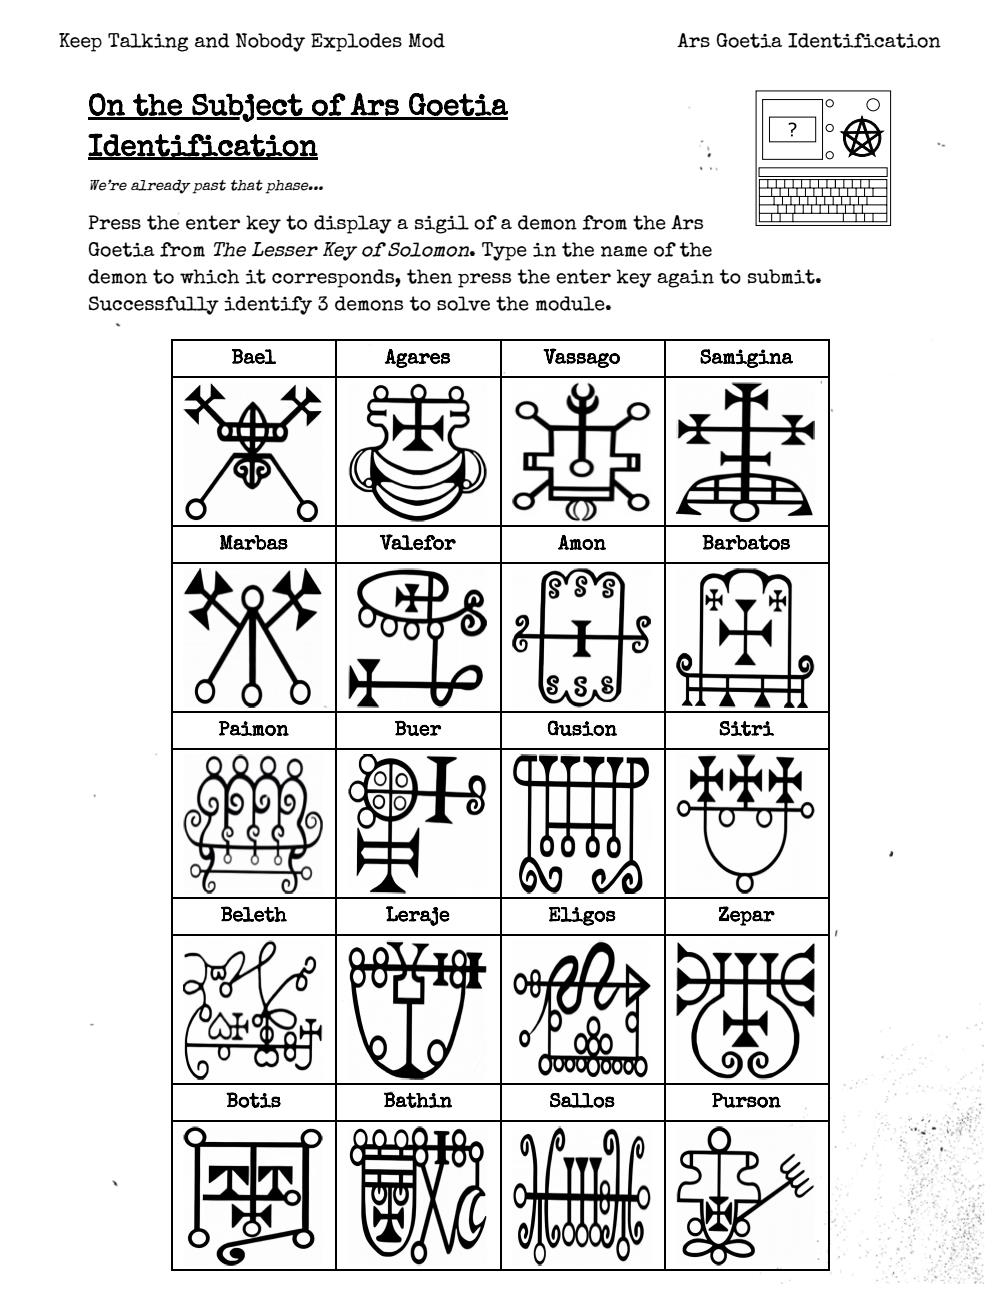 Keep Talking and Nobody Explodes Mod
Ars Goetia Identification
On the Subject of Ars Goetia
Identification
?
We're already past that phase...
Press the enter key to display a sigil of a demon from the Ars
Goetia from The Lesser Key of Solomon. Type in the name of the
demon to which it corresponds, then press the enter key again to submit.
Successfully identify 3 demons to solve the module.
Bael Agares Vassago Samigina
Marbas Valefor Amon Barbatos
Paimon Buer Gusion Sitri
Beleth Leraje Eligos Zepar
Botis Bathin Sallos Purson